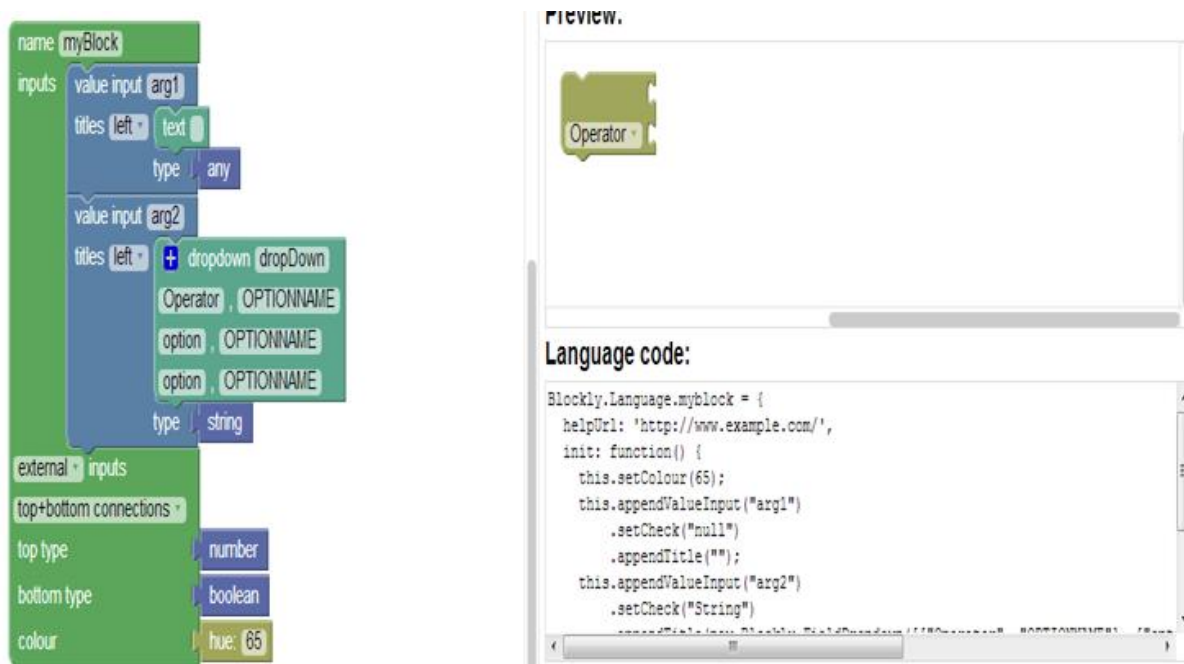 name myBlock
inputs value input arg1
titles left text
type any
value input arg2
titles left + dropdown dropDown
Operator , OPTIONNAME
option , OPTIONNAME
option , OPTIONNAME
type string
external inputs
top+bottom connections
top type number
bottom type boolean
colour hue: 65
Preview:
Operator
Language code:
Blockly.Language.myblock = {
helpUrl: 'http://www.example.com/',
init: function() {
this.setColour(65);
this.appendValueInput("arg1")
.setCheck("null")
.appendTitle("");
this.appendValueInput("arg2")
.setCheck("String")